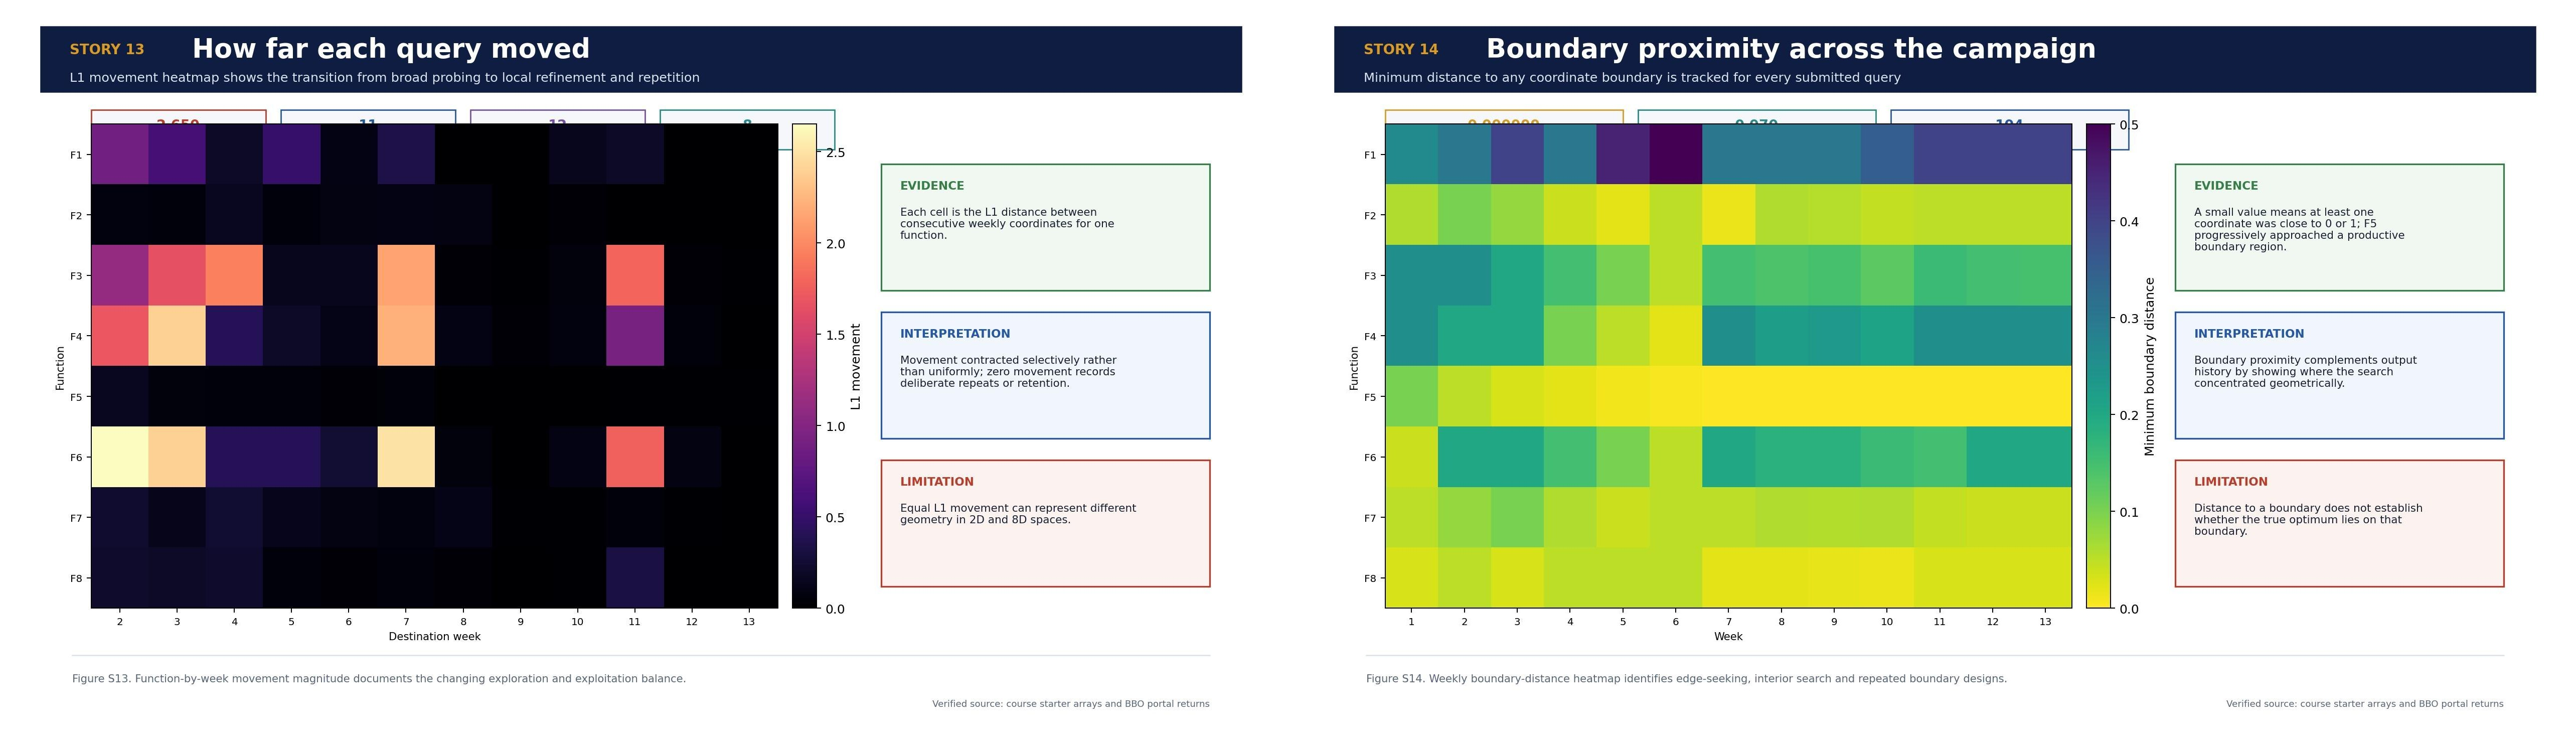 STORY 13
How far each query moved
L1 movement heatmap shows the transition from broad probing to local refinement and repetition
F1
F2
F3
F4
F5
F6
F7
F8
Function
2 3 4 5 6 7 8 9 10 11 12 13
Destination week
2.5
2.0
1.5
1.0
0.5
0.0
L1 movement
EVIDENCE
Each cell is the L1 distance between
consecutive weekly coordinates for one
function.
INTERPRETATION
Movement contracted selectively rather
than uniformly; zero movement records
deliberate repeats or retention.
LIMITATION
Equal L1 movement can represent different
geometry in 2D and 8D spaces.
Figure S13. Function-by-week movement magnitude documents the changing exploration and exploitation balance.
Verified source: course starter arrays and BBO portal returns
STORY 14
Boundary proximity across the campaign
Minimum distance to any coordinate boundary is tracked for every submitted query
F1
F2
F3
F4
F5
F6
F7
F8
Function
1 2 3 4 5 6 7 8 9 10 11 12 13
Week
0.5
0.4
0.3
0.2
0.1
0.0
Minimum boundary distance
EVIDENCE
A small value means at least one
coordinate was close to 0 or 1; F5
progressively approached a productive
boundary region.
INTERPRETATION
Boundary proximity complements output
history by showing where the search
concentrated geometrically.
LIMITATION
Distance to a boundary does not establish
whether the true optimum lies on that
boundary.
Figure S14. Weekly boundary-distance heatmap identifies edge-seeking, interior search and repeated boundary designs.
Verified source: course starter arrays and BBO portal returns